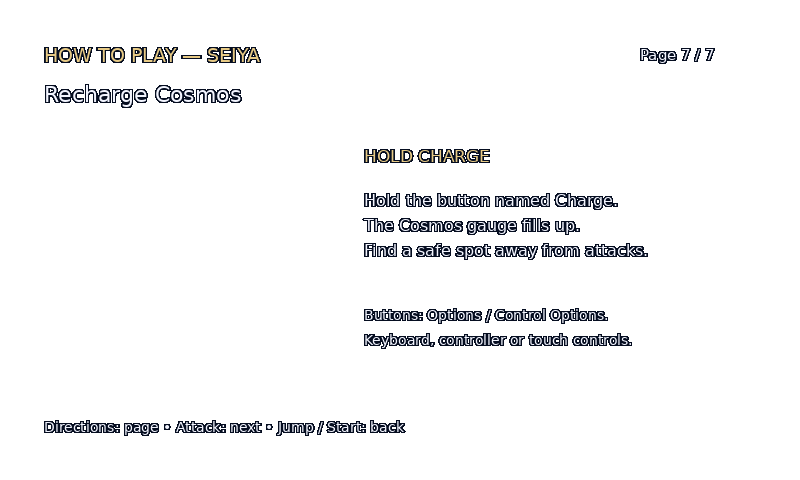 HOW TO PLAY — SEIYA
Page 7 / 7
Recharge Cosmos
HOLD CHARGE
Hold the button named Charge.
The Cosmos gauge fills up.
Find a safe spot away from attacks.
Buttons: Options / Control Options.
Keyboard, controller or touch controls.
Directions: page • Attack: next • Jump / Start: back